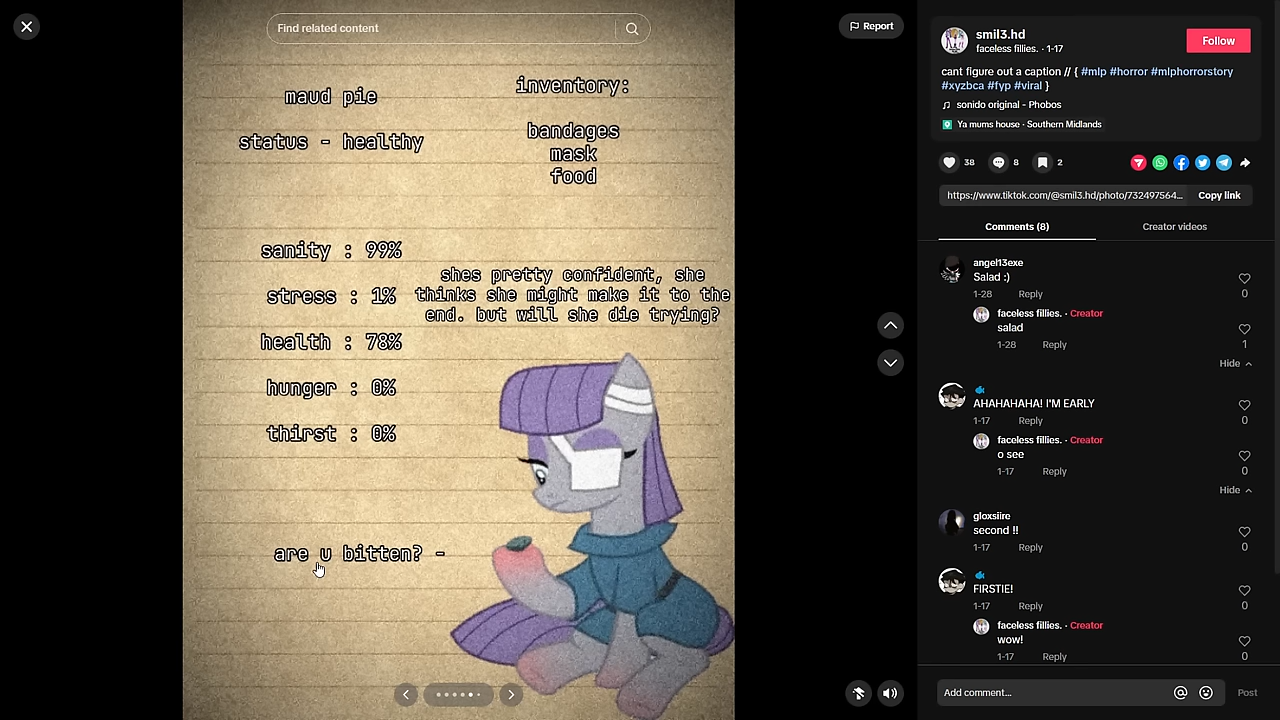 Find related content
Report
maud pie
status - healthy
inventory:
bandages
mask
food
sanity : 99%
stress : 1%
health : 78%
hunger : 0%
thirst : 0%
shes pretty confident, she
thinks she might make it to the
end. but will she die trying?
are u bitten? -
smil3.hd
faceless fillies. · 1-17
Follow
cant figure out a caption // { #mlp #horror #mlphorrorstory
#xyzbca #fyp #viral }
sonido original - Phobos
Ya mums house · Southern Midlands
38
8
2
https://www.tiktok.com/@smil3.hd/photo/732497564...
Copy link
Comments (8)
Creator videos
angel13exe
Salad :)
1-28 Reply
0
faceless fillies. · Creator
salad
1-28 Reply
1
Hide
AHAHAHAHA! I'M EARLY
1-17 Reply
0
faceless fillies. · Creator
o see
1-17 Reply
0
Hide
gloxsiire
second !!
1-17 Reply
0
FIRSTIE!
1-17 Reply
0
faceless fillies. · Creator
wow!
1-17 Reply
0
Add comment...
Post